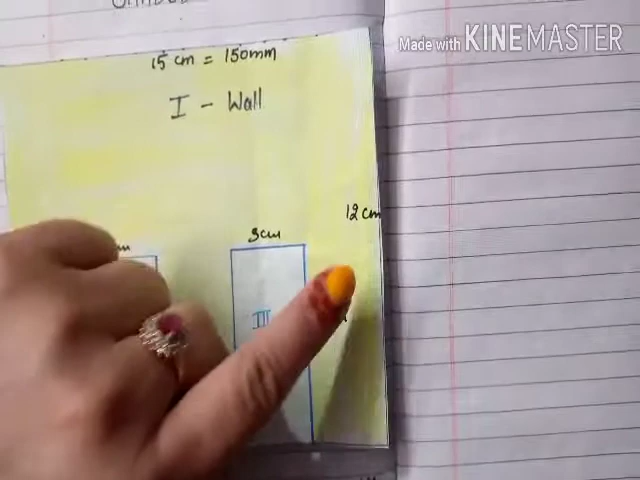 Made with KINEMASTER
15 cm = 150mm
I - Wall
12 cm
3cm
III